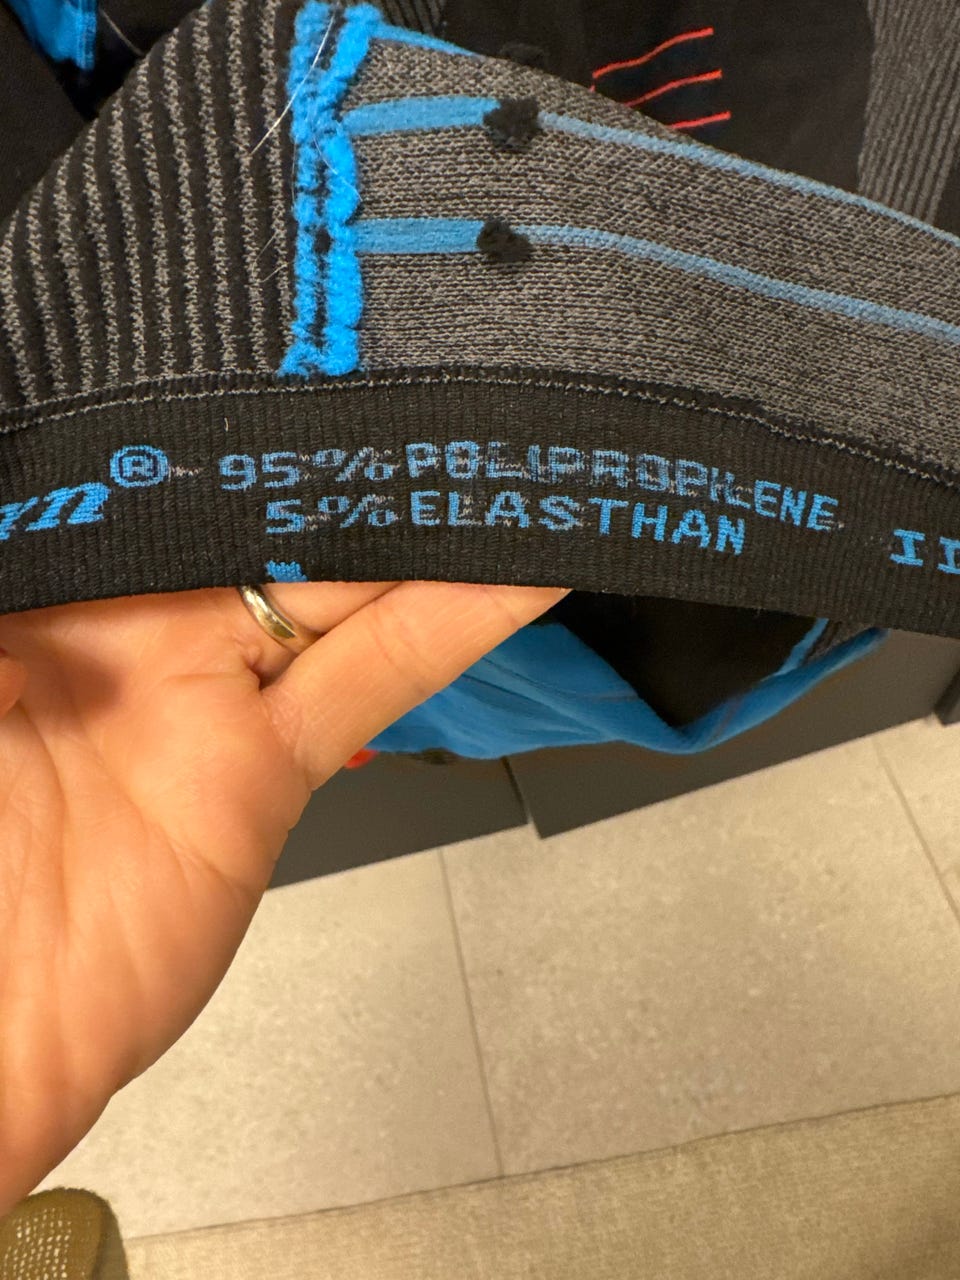 ® - 95% POLIPROPILENE
5% ELASTHAN